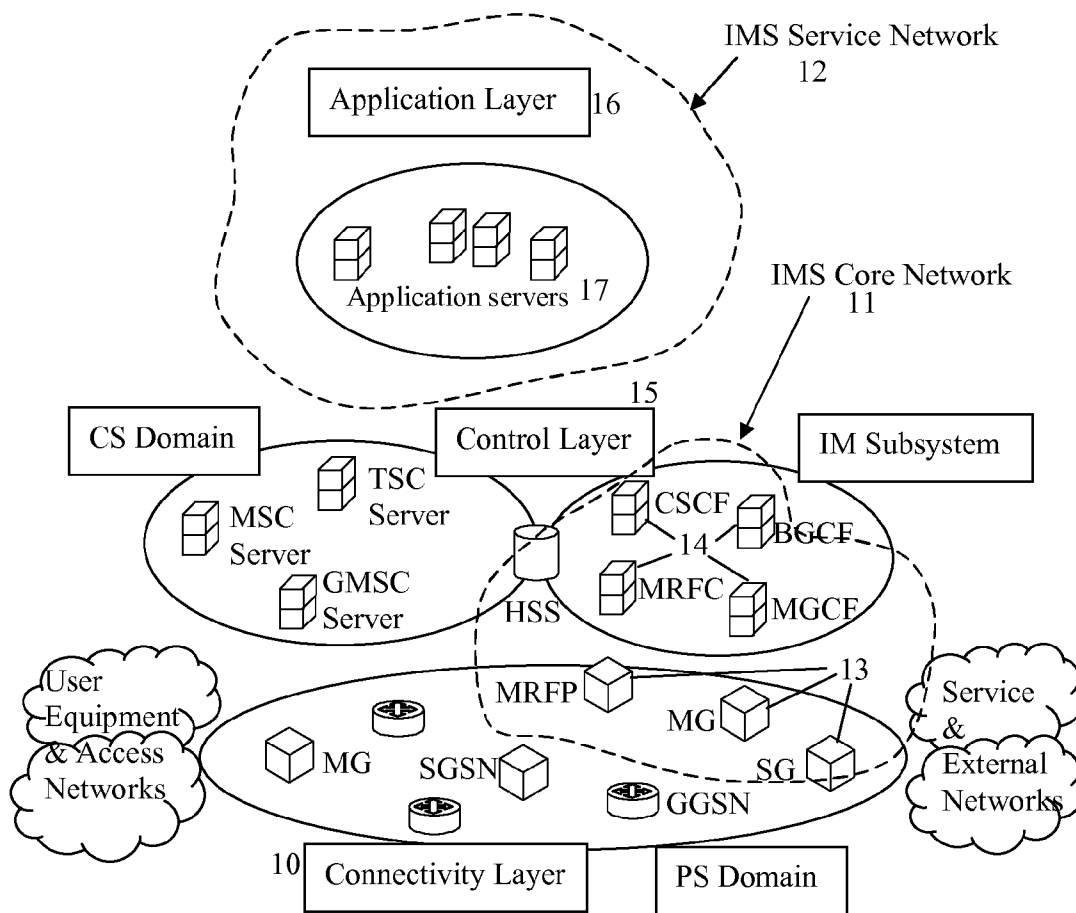 IMS Service Network
12
Application Layer
16
Application servers
17
IMS Core Network
11
15
CS Domain
Control Layer
IM Subsystem
TSC
Server
MSC
Server
GMSC
Server
HSS
CSCF
BGCF
14
MRFC
MGCF
User
Equipment
& Access
Networks
MRFP
13
MG
MG
SGSN
SG
GGSN
Service
&
External
Networks
10
Connectivity Layer
PS Domain